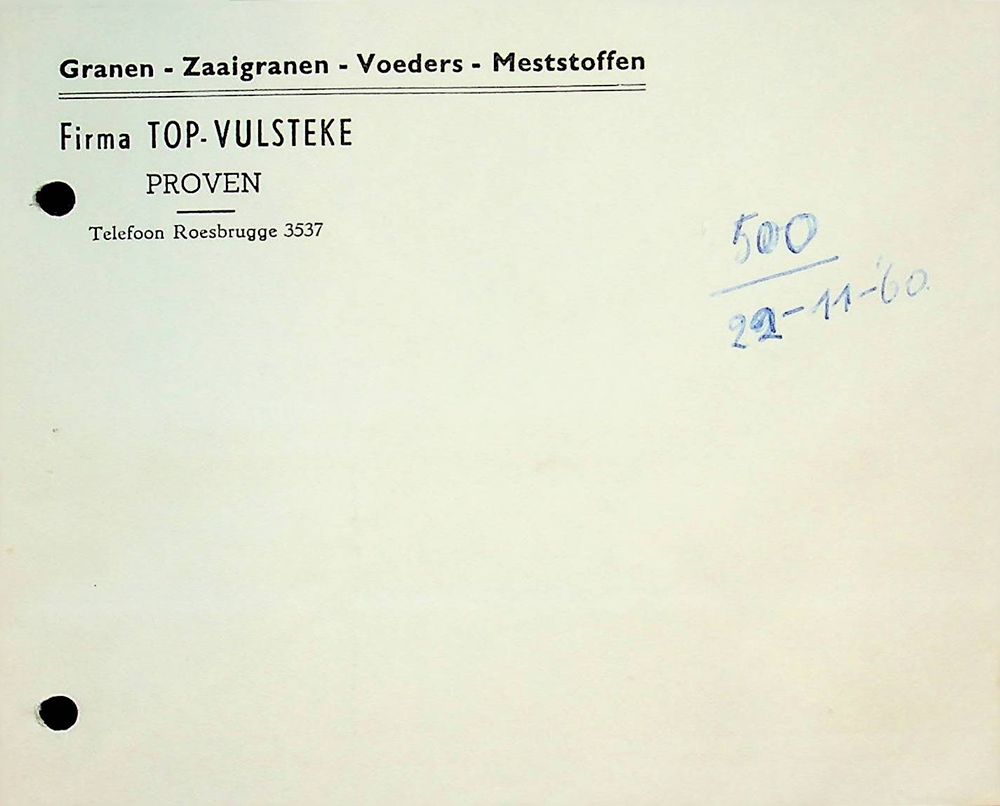 Granen - Zaaigranen - Voeders - Meststoffen
Firma TOP-VULSTEKE
PROVEN
Telefoon Roesbrugge 3537
500
22-11-60